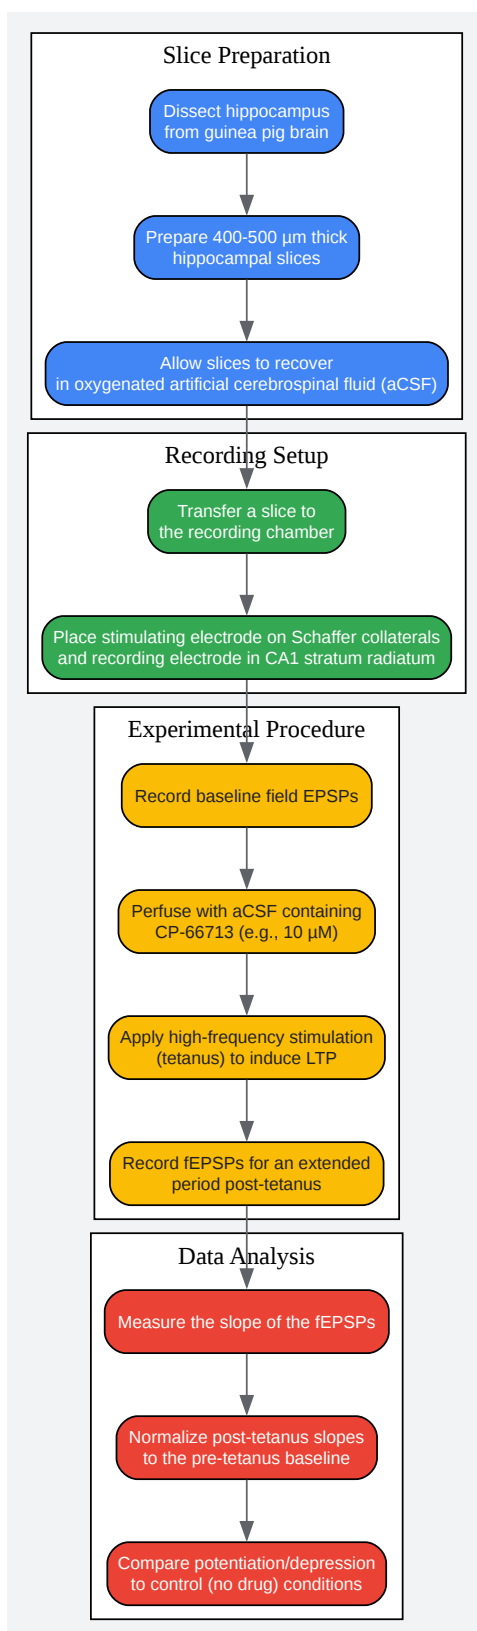 Slice Preparation
Dissect hippocampus
from guinea pig brain
Prepare 400-500 µm thick
hippocampal slices
Allow slices to recover
in oxygenated artificial cerebrospinal fluid (aCSF)
Recording Setup
Transfer a slice to
the recording chamber
Place stimulating electrode on Schaffer collaterals
and recording electrode in CA1 stratum radiatum
Experimental Procedure
Record baseline field EPSPs
Perfuse with aCSF containing
CP-66713 (e.g., 10 µM)
Apply high-frequency stimulation
(tetanus) to induce LTP
Record fEPSPs for an extended
period post-tetanus
Data Analysis
Measure the slope of the fEPSPs
Normalize post-tetanus slopes
to the pre-tetanus baseline
Compare potentiation/depression
to control (no drug) conditions